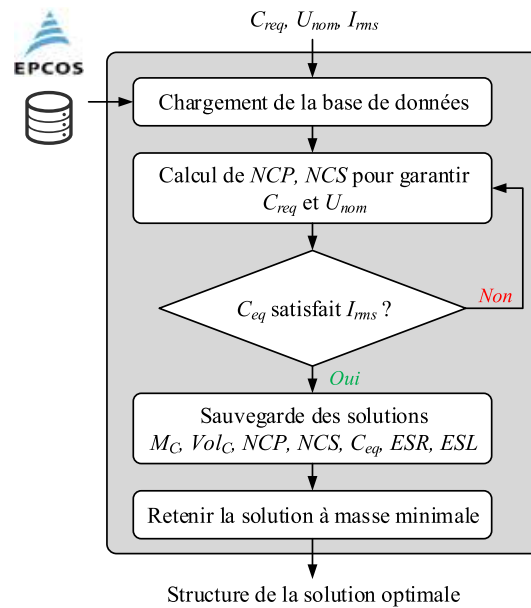 C_req, U_nom, I_rms
EPCOS
Chargement de la base de données
Calcul de NCP, NCS pour garantir
C_req et U_nom
C_eq satisfait I_rms ?
Non
Oui
Sauvegarde des solutions
M_C, Vol_C, NCP, NCS, C_eq, ESR, ESL
Retenir la solution à masse minimale
Structure de la solution optimale